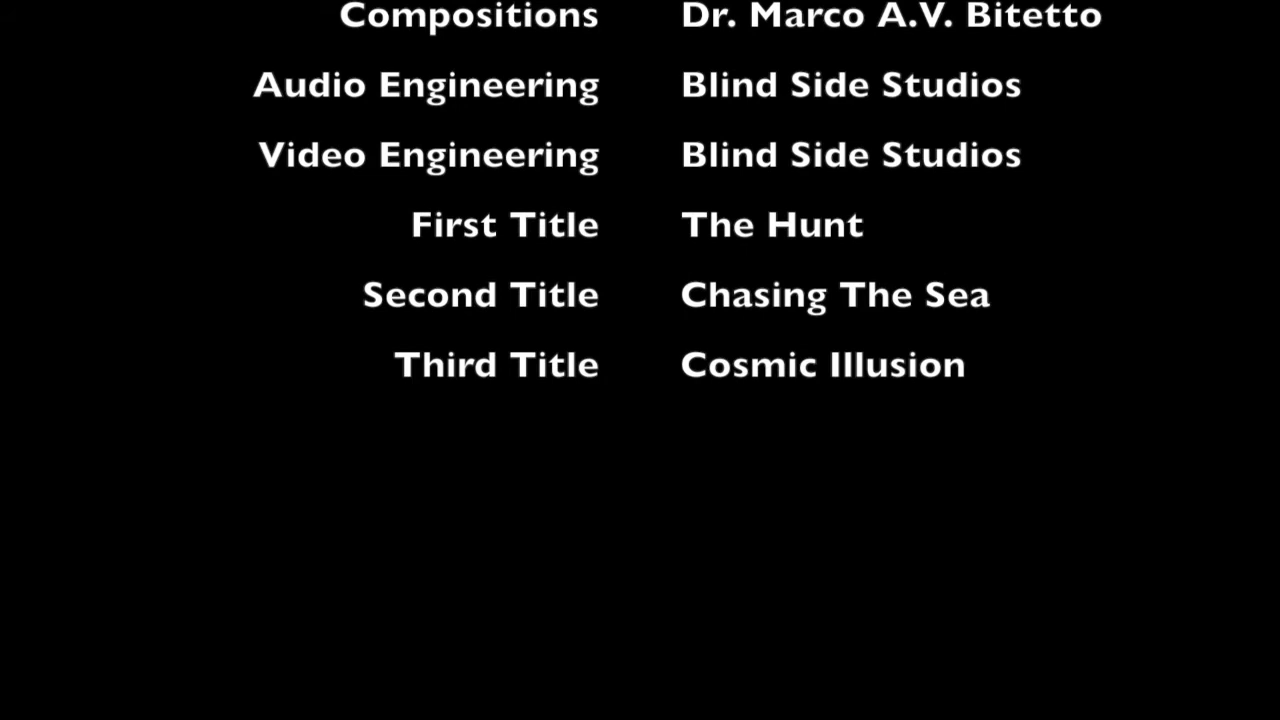 Compositions Dr. Marco A.V. Bitetto
Audio Engineering Blind Side Studios
Video Engineering Blind Side Studios
First Title The Hunt
Second Title Chasing The Sea
Third Title Cosmic Illusion